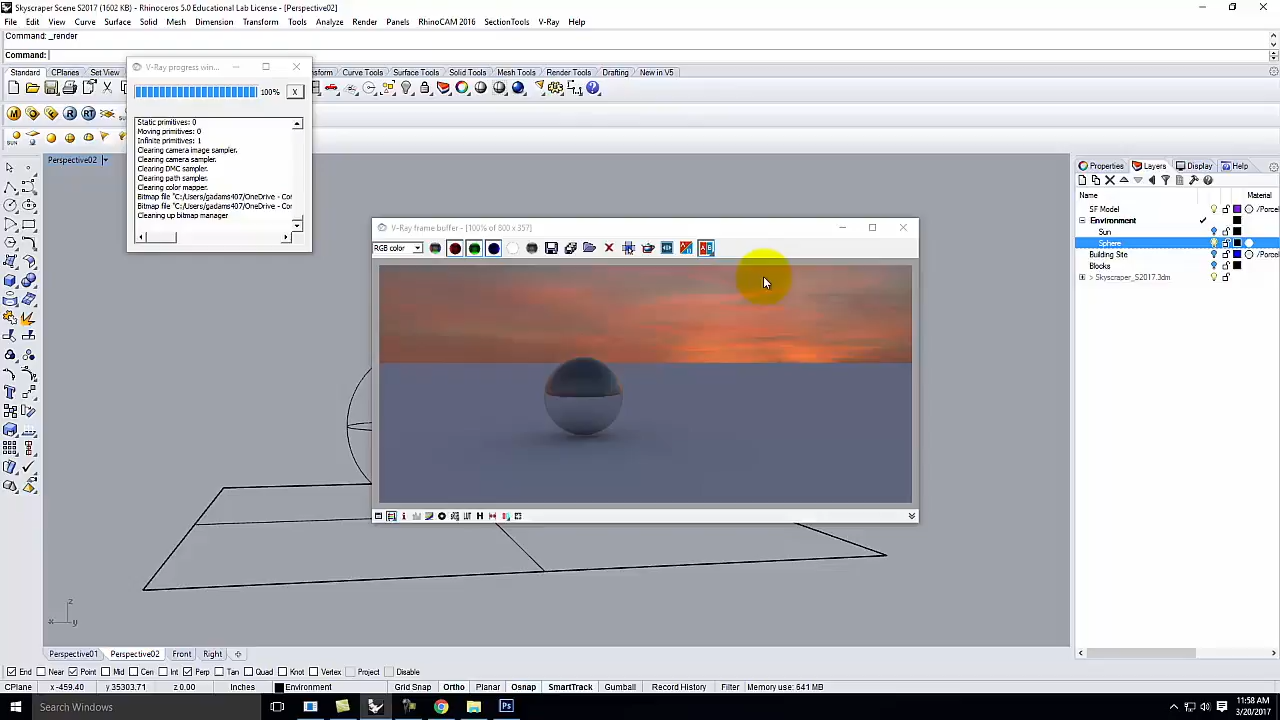 Skyscraper Scene S2017 (1602 KB) - Rhinoceros 5.0 Educational Lab License - [Perspective02]
File Edit View Curve Surface Solid Mesh Dimension Transform Tools Analyze Render Panels RhinoCAM 2016 SectionTools V-Ray Help
Command: _render
Command:
V-Ray progress win...
Standard CPlanes Set View
nsform Curve Tools Surface Tools Solid Tools Mesh Tools Render Tools Drafting New in V5
100% X
Static primitives: 0
Moving primitives: 0
Infinite primitives: 1
Clearing camera image sampler.
Clearing camera sampler.
Clearing DMC sampler.
Clearing path sampler.
Clearing color mapper.
Bitmap file "C:/Users/gadams407/OneDrive - Cor
Bitmap file "C:/Users/gadams407/OneDrive - Cor
Cleaning up bitmap manager
M R RT
SUN SUN
Perspective02
V-Ray frame buffer - [100% of 800 x 357]
RGB color
H
Properties Layers Display Help
Name Material
SF Model /Parcel
Environment
Sun
Sphere
Building Site /Parcel
Blocks
> Skyscraper_S2017.3dm
z
x y
Perspective01 Perspective02 Front Right
End Near Point Mid Cen Int Perp Tan Quad Knot Vertex Project Disable
CPlane x -459.40 y 35303.71 z 0.00 Inches Environment Grid Snap Ortho Planar Osnap SmartTrack Gumball Record History Filter Memory use: 641 MB
Search Windows
Ps
11:58 AM
3/20/2017